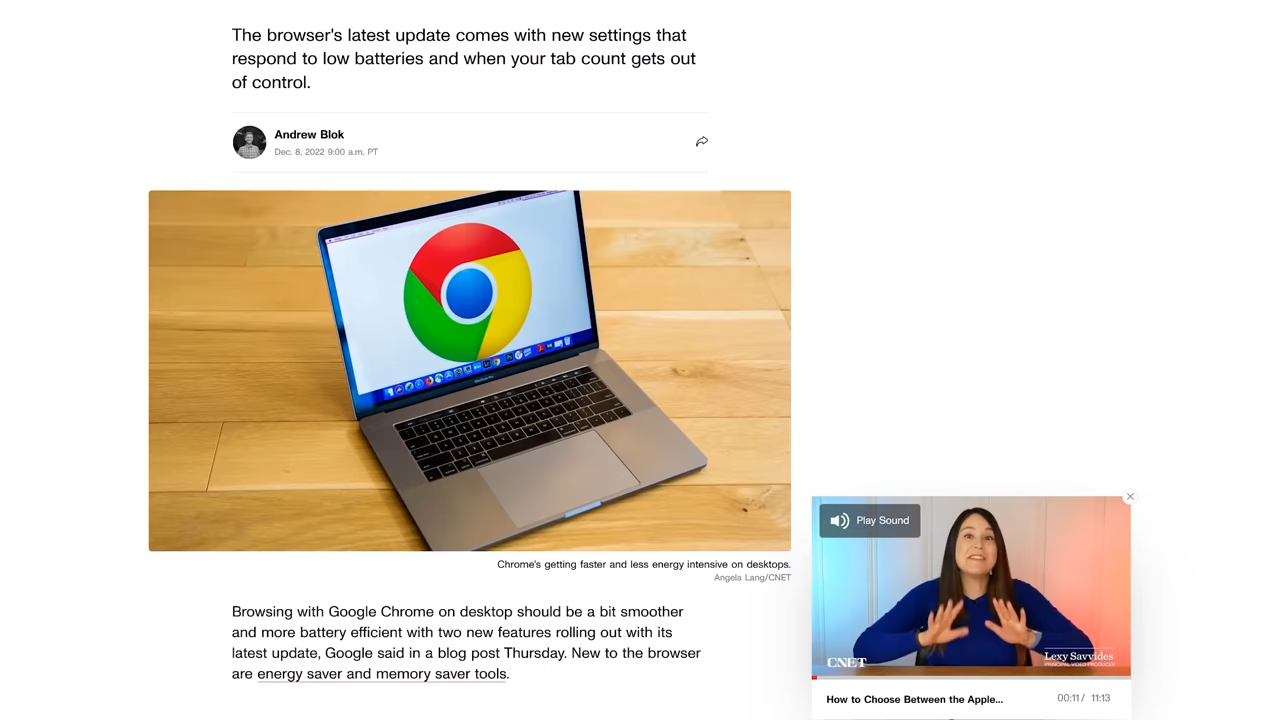 The browser's latest update comes with new settings that
respond to low batteries and when your tab count gets out
of control.
Andrew Blok
Dec. 8, 2022 9:00 a.m. PT
Chrome's getting faster and less energy intensive on desktops.
Angela Lang/CNET
Browsing with Google Chrome on desktop should be a bit smoother
and more battery efficient with two new features rolling out with its
latest update, Google said in a blog post Thursday. New to the browser
are energy saver and memory saver tools.
Play Sound
CNET
Lexy Savvides
PRINCIPAL VIDEO PRODUCER
How to Choose Between the Apple...
00:11 / 11:13